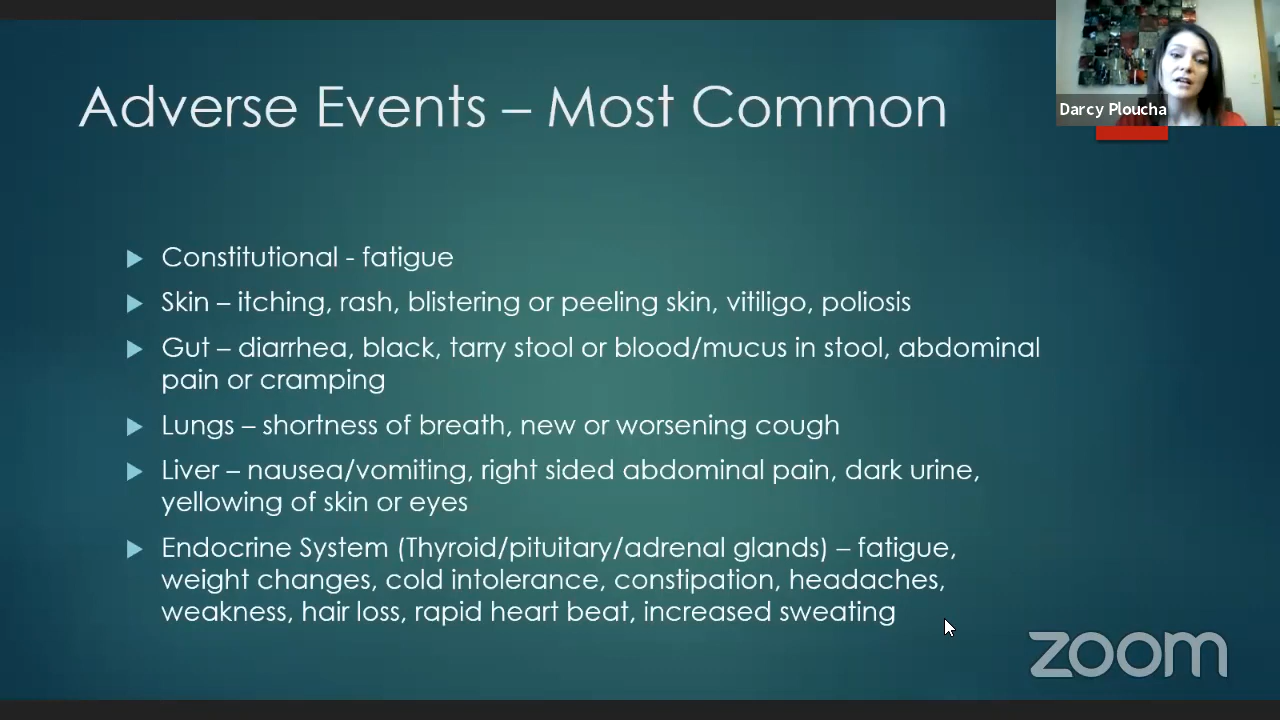 Adverse Events – Most Common
Darcy Ploucha
Constitutional - fatigue
Skin – itching, rash, blistering or peeling skin, vitiligo, poliosis
Gut – diarrhea, black, tarry stool or blood/mucus in stool, abdominal
pain or cramping
Lungs – shortness of breath, new or worsening cough
Liver – nausea/vomiting, right sided abdominal pain, dark urine,
yellowing of skin or eyes
Endocrine System (Thyroid/pituitary/adrenal glands) – fatigue,
weight changes, cold intolerance, constipation, headaches,
weakness, hair loss, rapid heart beat, increased sweating
zoom